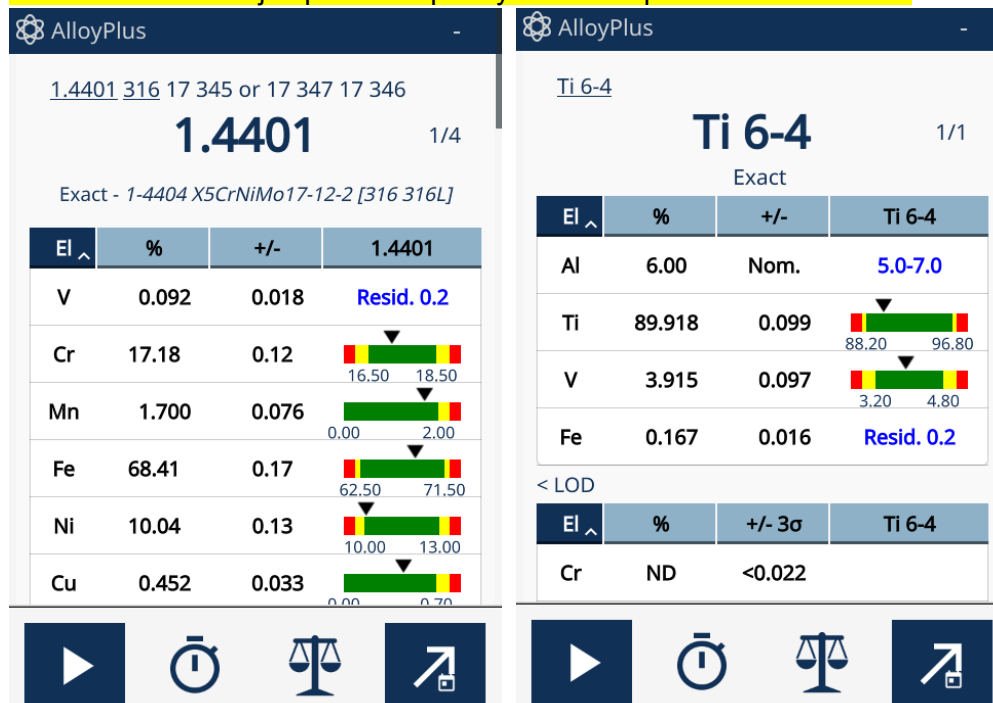 AlloyPlus -
1.4401 316 17 345 or 17 347 17 346
1.4401 1/4
Exact - 1-4404 X5CrNiMo17-12-2 [316 316L]
El % +/- 1.4401
V 0.092 0.018 Resid. 0.2
Cr 17.18 0.12
16.50 18.50
Mn 1.700 0.076
0.00 2.00
Fe 68.41 0.17
62.50 71.50
Ni 10.04 0.13
10.00 13.00
Cu 0.452 0.033
0.00 0.70
AlloyPlus -
Ti 6-4
Ti 6-4 1/1
Exact
El % +/- Ti 6-4
Al 6.00 Nom. 5.0-7.0
Ti 89.918 0.099
88.20 96.80
V 3.915 0.097
3.20 4.80
Fe 0.167 0.016 Resid. 0.2
< LOD
El % +/- 3σ Ti 6-4
Cr ND <0.022